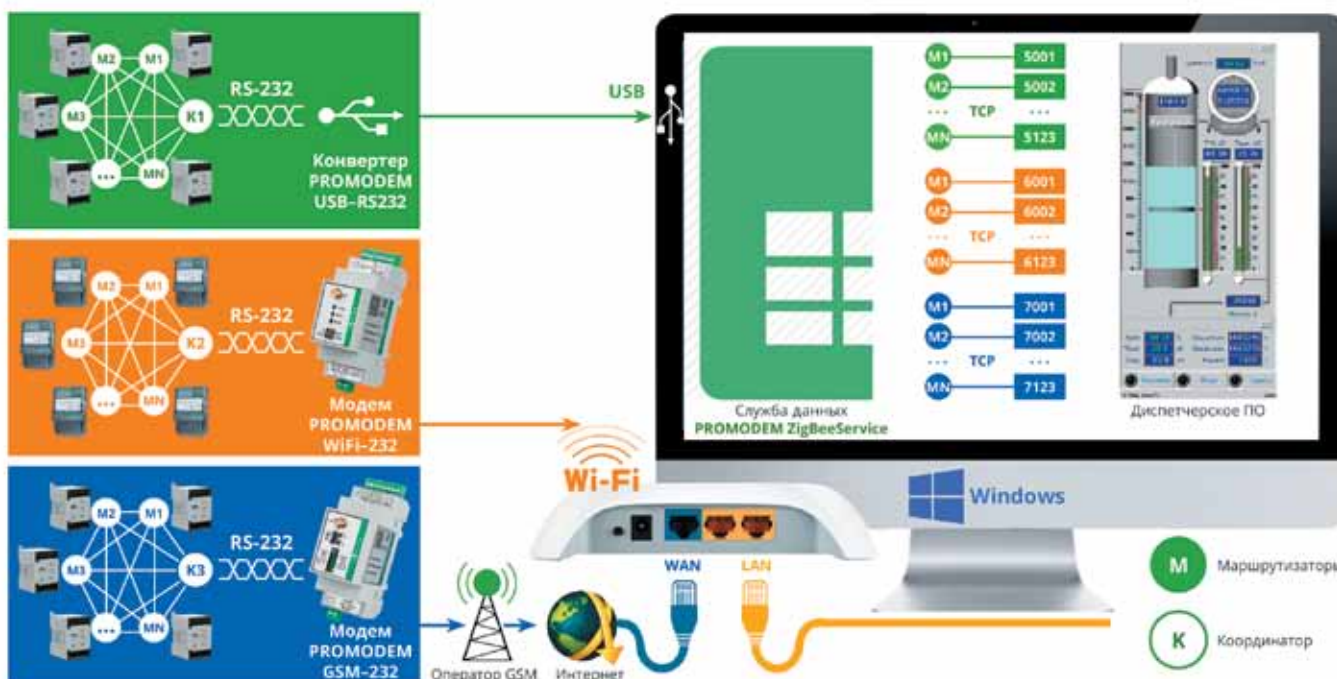 M2
M1
M3
K1
...
MN
RS-232
Конвертер
PROMODEM
USB–RS232
USB
M2
M1
M3
K2
...
MN
RS-232
Модем
PROMODEM
WiFi–232
Wi-Fi
M2
M1
M3
K3
...
MN
RS-232
Модем
PROMODEM
GSM–232
Оператор GSM
Интернет
WAN
LAN
Служба данных
PROMODEM ZigBeeService
M1 5001
M2 5002
... TCP ...
MN 5123
M1 6001
M2 6002
... TCP ...
MN 6123
M1 7001
M2 7002
... TCP ...
MN 7123
Диспетчерское ПО
Windows
M Маршрутизаторы
K Координатор